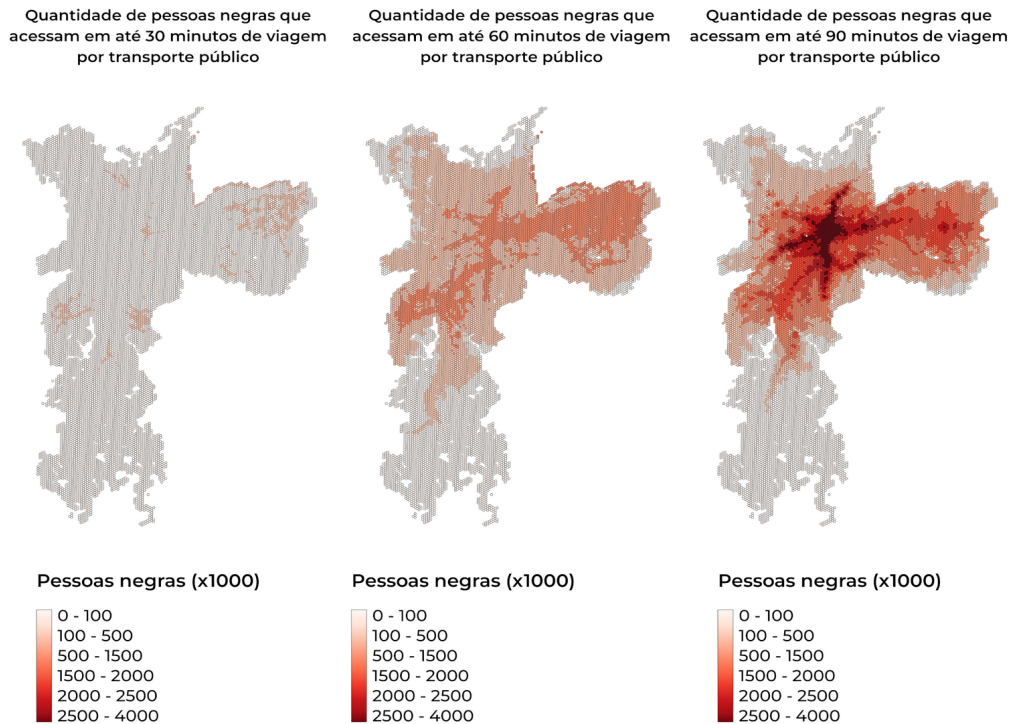 Quantidade de pessoas negras que
acessam em até 30 minutos de viagem
por transporte público
Quantidade de pessoas negras que
acessam em até 60 minutos de viagem
por transporte público
Quantidade de pessoas negras que
acessam em até 90 minutos de viagem
por transporte público
Pessoas negras (x1000)
0 - 100
100 - 500
500 - 1500
1500 - 2000
2000 - 2500
2500 - 4000
Pessoas negras (x1000)
0 - 100
100 - 500
500 - 1500
1500 - 2000
2000 - 2500
2500 - 4000
Pessoas negras (x1000)
0 - 100
100 - 500
500 - 1500
1500 - 2000
2000 - 2500
2500 - 4000